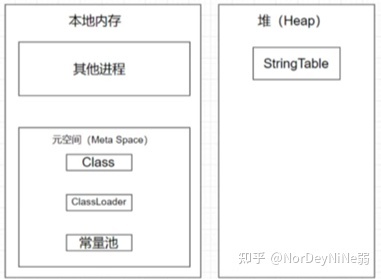 本地内存
其他进程
元空间（Meta Space）
Class
ClassLoader
常量池
堆（Heap）
StringTable
知乎 @NorDeyNiNe弱